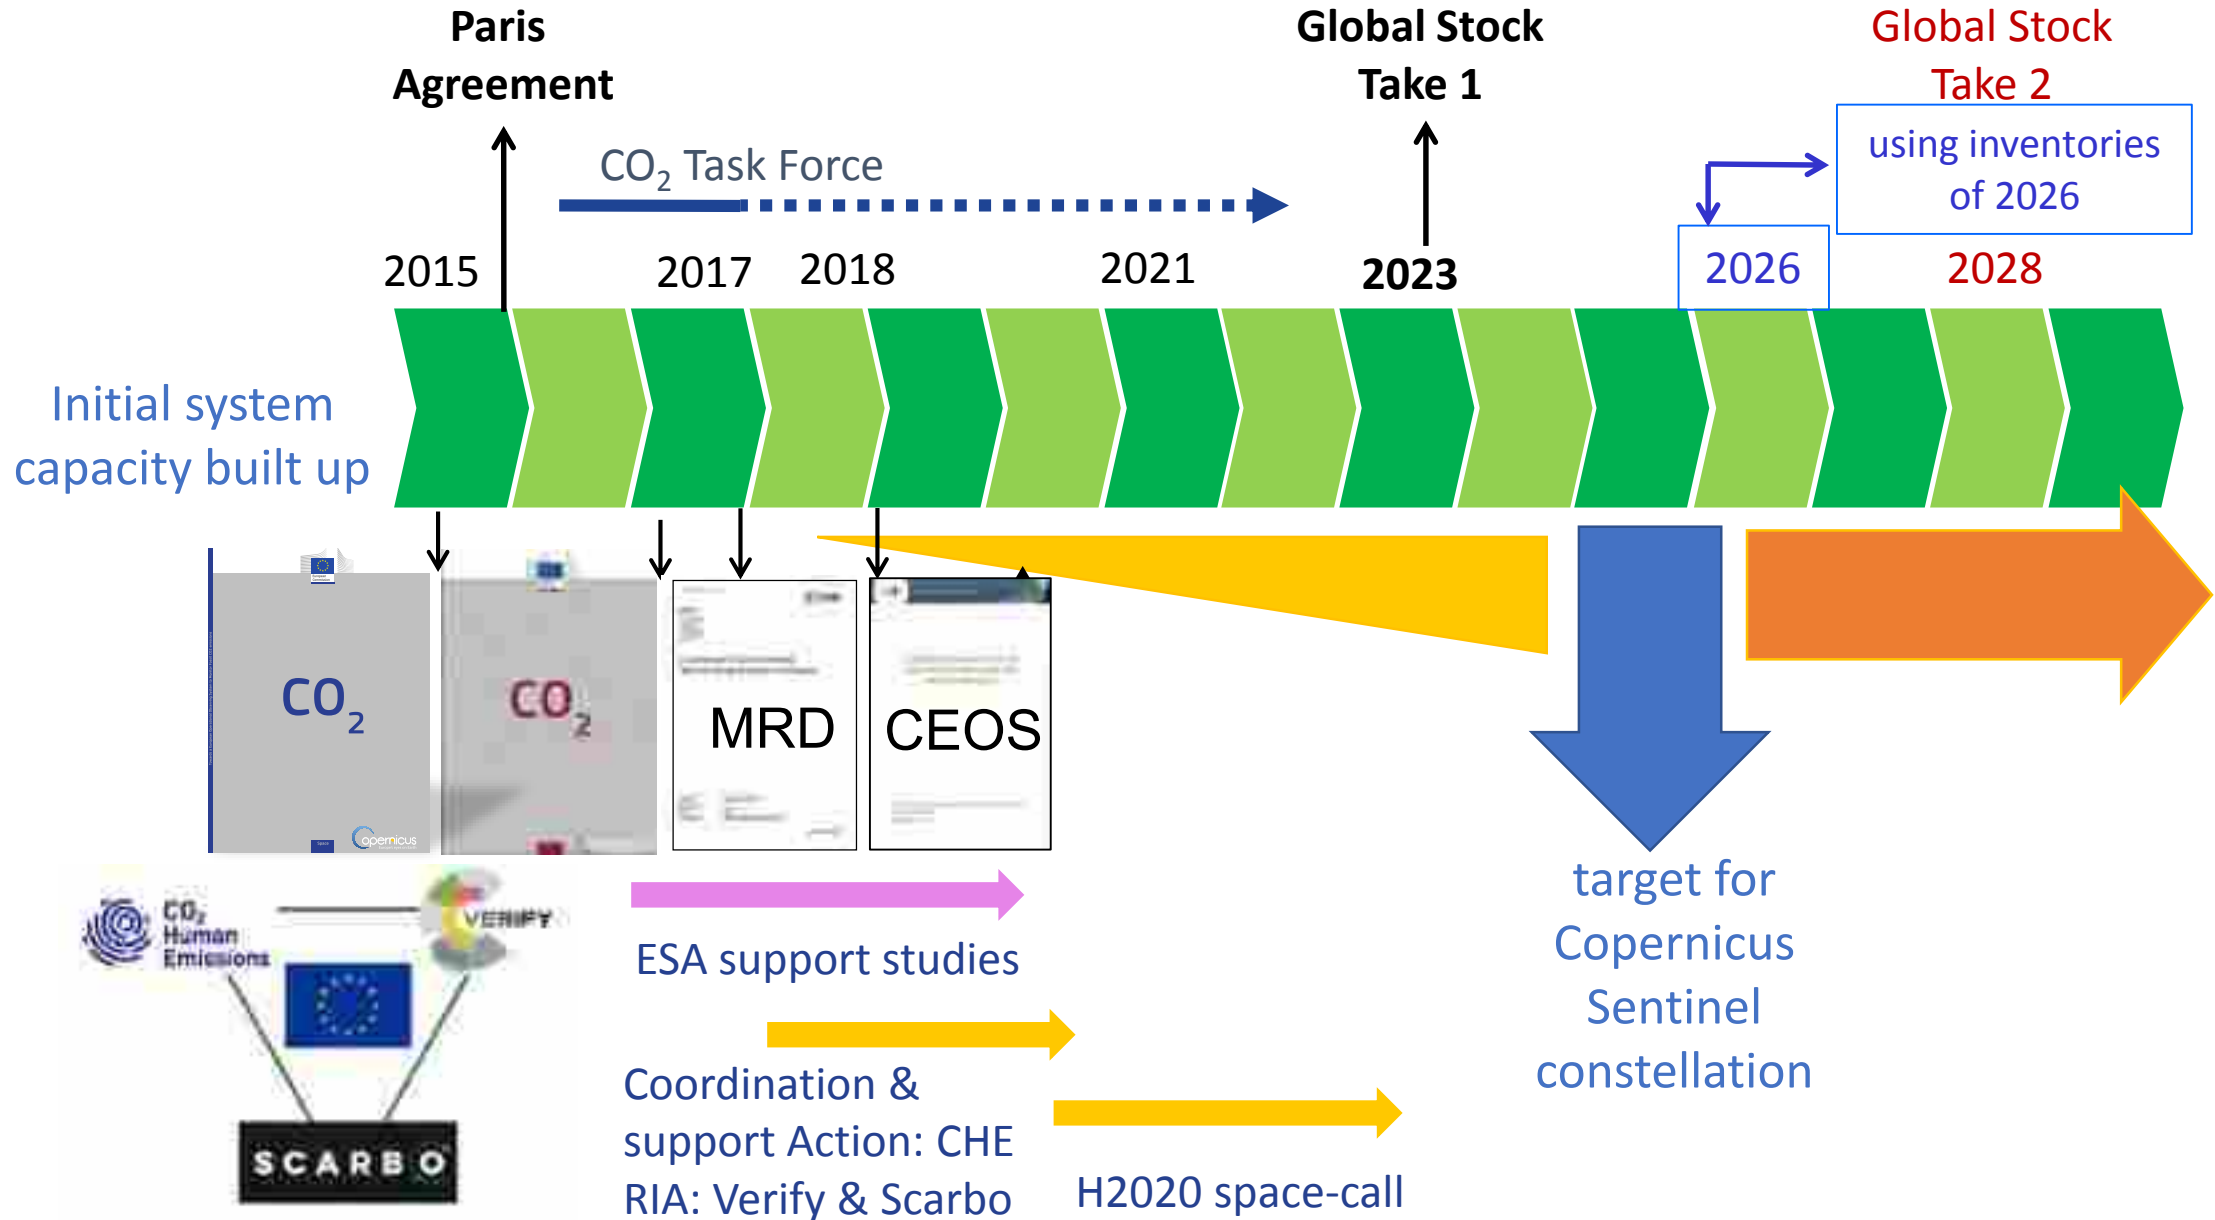 Paris
Agreement
Global Stock
Take 1
Global Stock
Take 2
using inventories
of 2026
CO₂ Task Force
2015
2017
2018
2021
2023
2026
2028
Initial system
capacity built up
CO₂
opernicus
CO₂
MRD
CEOS
CO₂
Human
Emissions
VERIFY
SCARBO
ESA support studies
Coordination &
support Action: CHE
RIA: Verify & Scarbo
H2020 space-call
target for
Copernicus
Sentinel
constellation